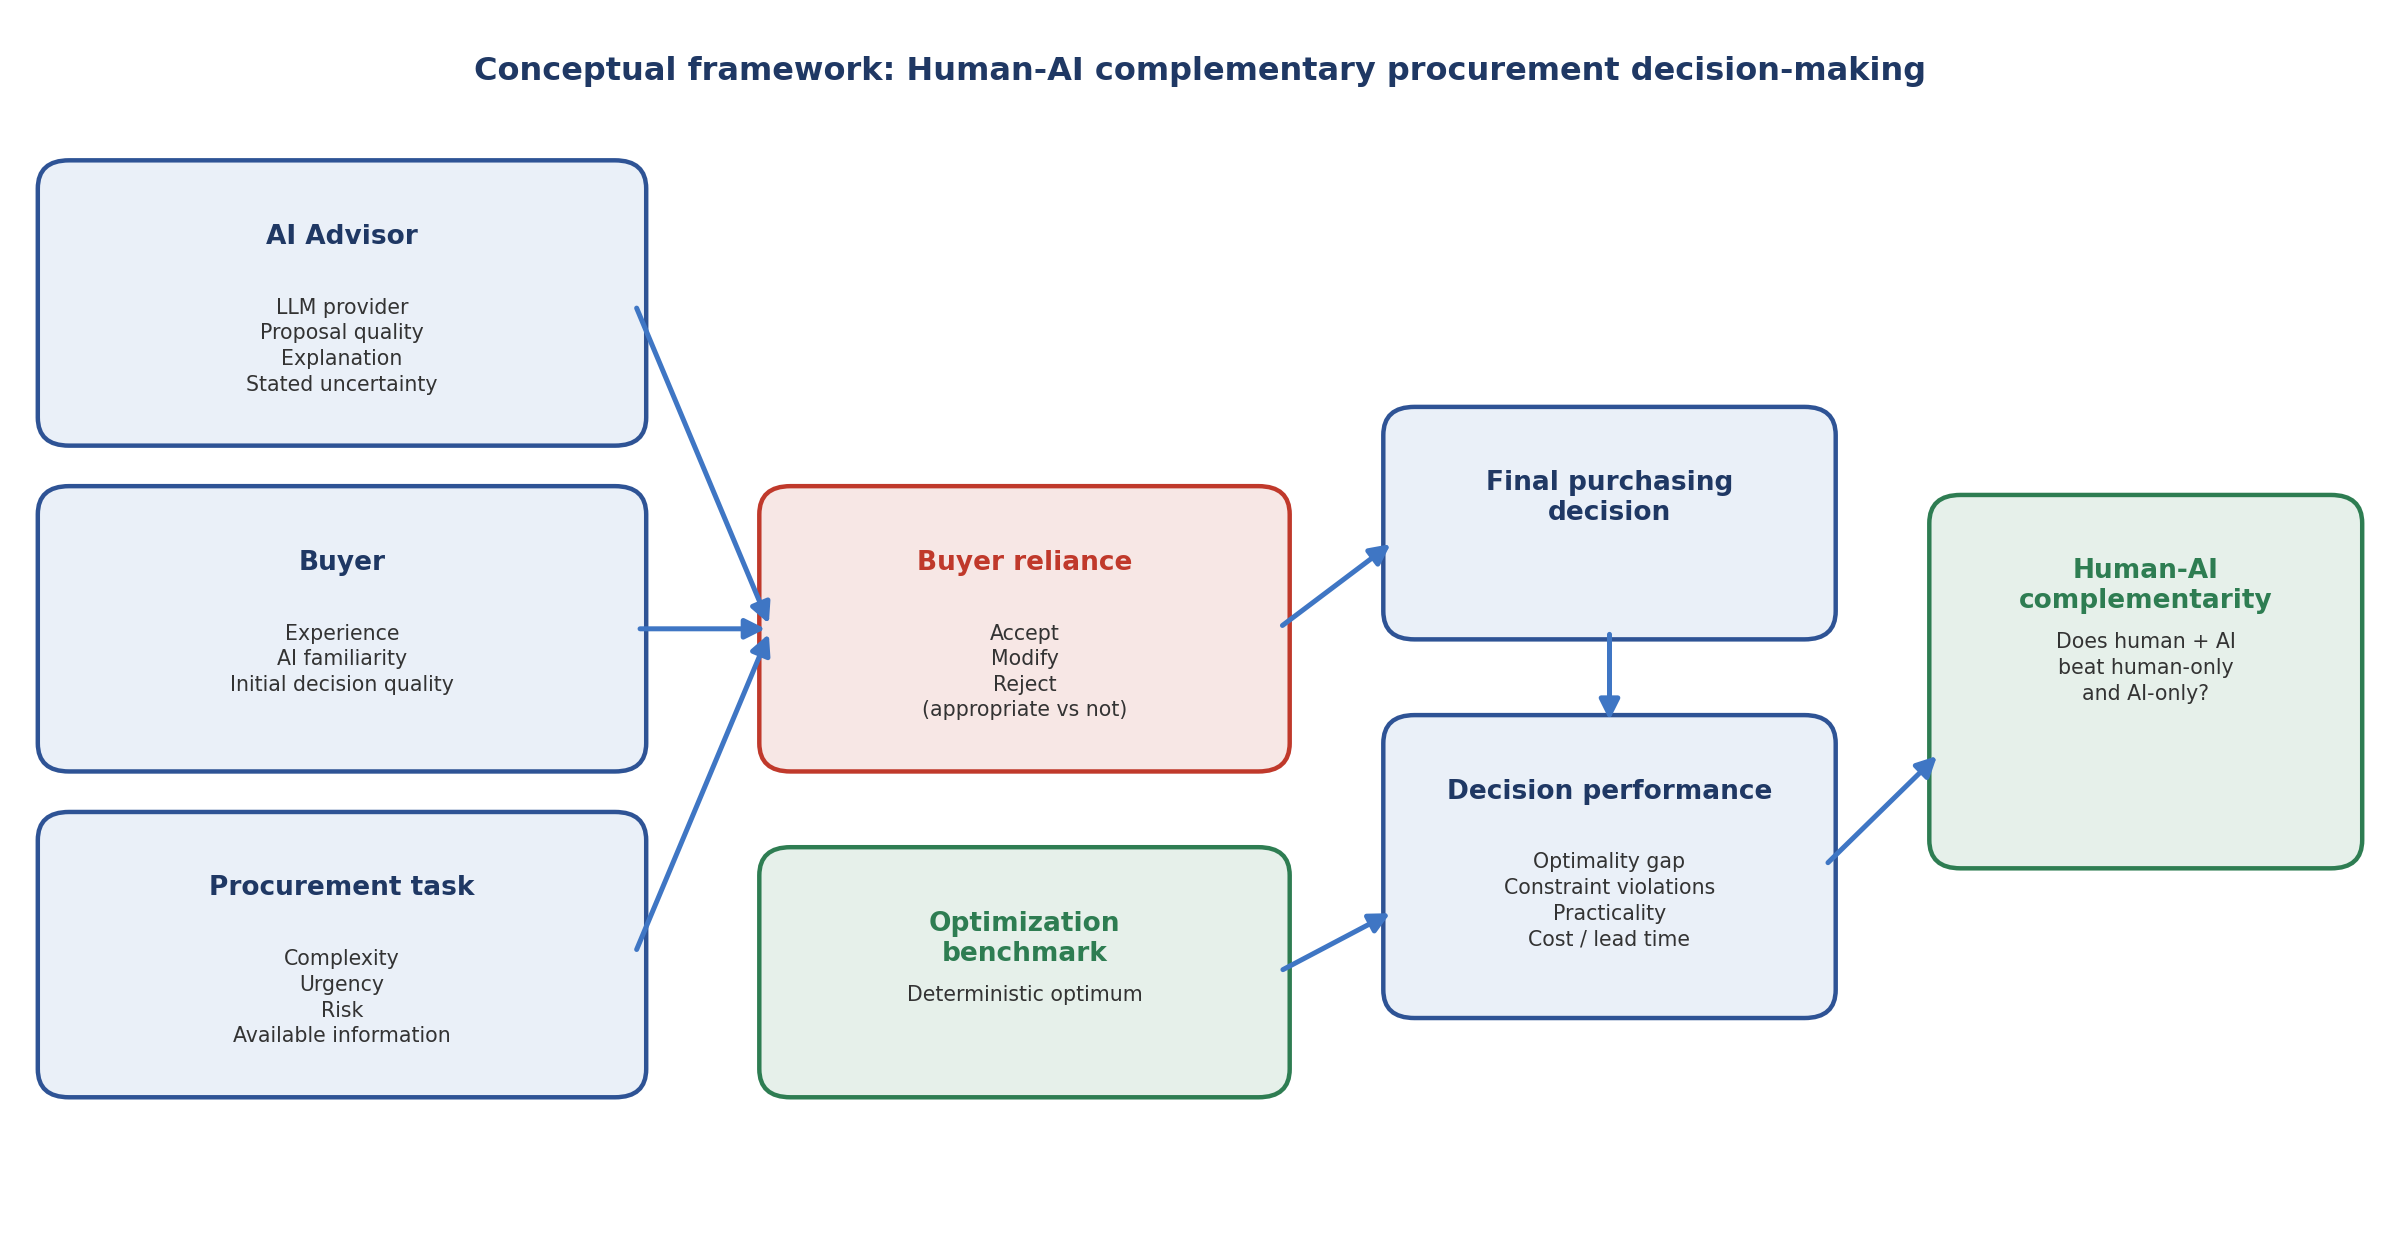 Conceptual framework: Human-AI complementary procurement decision-making
AI Advisor
LLM provider
Proposal quality
Explanation
Stated uncertainty
Buyer
Experience
AI familiarity
Initial decision quality
Procurement task
Complexity
Urgency
Risk
Available information
Buyer reliance
Accept
Modify
Reject
(appropriate vs not)
Optimization
benchmark
Deterministic optimum
Final purchasing
decision
Decision performance
Optimality gap
Constraint violations
Practicality
Cost / lead time
Human-AI
complementarity
Does human + AI
beat human-only
and AI-only?